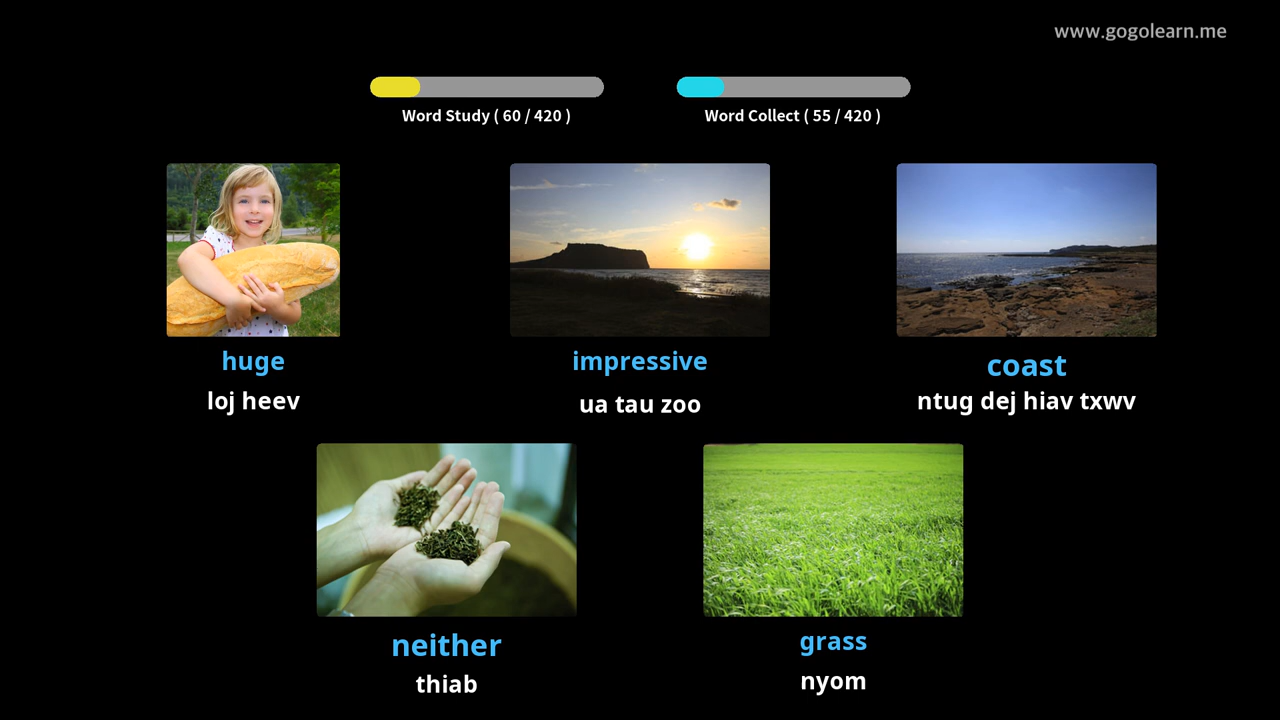 www.gogolearn.me
Word Study ( 60 / 420 )
Word Collect ( 55 / 420 )
huge
loj heev
impressive
ua tau zoo
coast
ntug dej hiav txwv
neither
thiab
grass
nyom